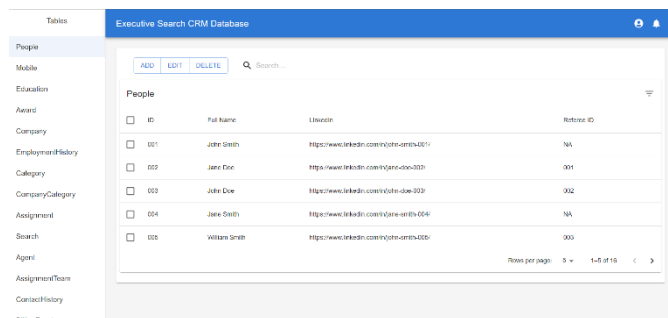 Tables
Executive Search CRM Database
People
Mobile
Education
Award
Company
EmploymentHistory
Category
CompanyCategory
Assignment
Search
Agent
AssignmentTeam
ContactHistory
ADD EDIT DELETE Search...
People
ID Full Name LinkedIn Referee ID
001 John Smith https://www.linkedin.com/in/john-smith-001/ NA
002 Jane Doe https://www.linkedin.com/in/jane-doe-002/ 001
003 John Doe https://www.linkedin.com/in/john-doe-003/ 002
004 Jane Smith https://www.linkedin.com/in/jane-smith-004/ NA
005 William Smith https://www.linkedin.com/in/john-smith-005/ 003
Rows per page: 5 1-5 of 16